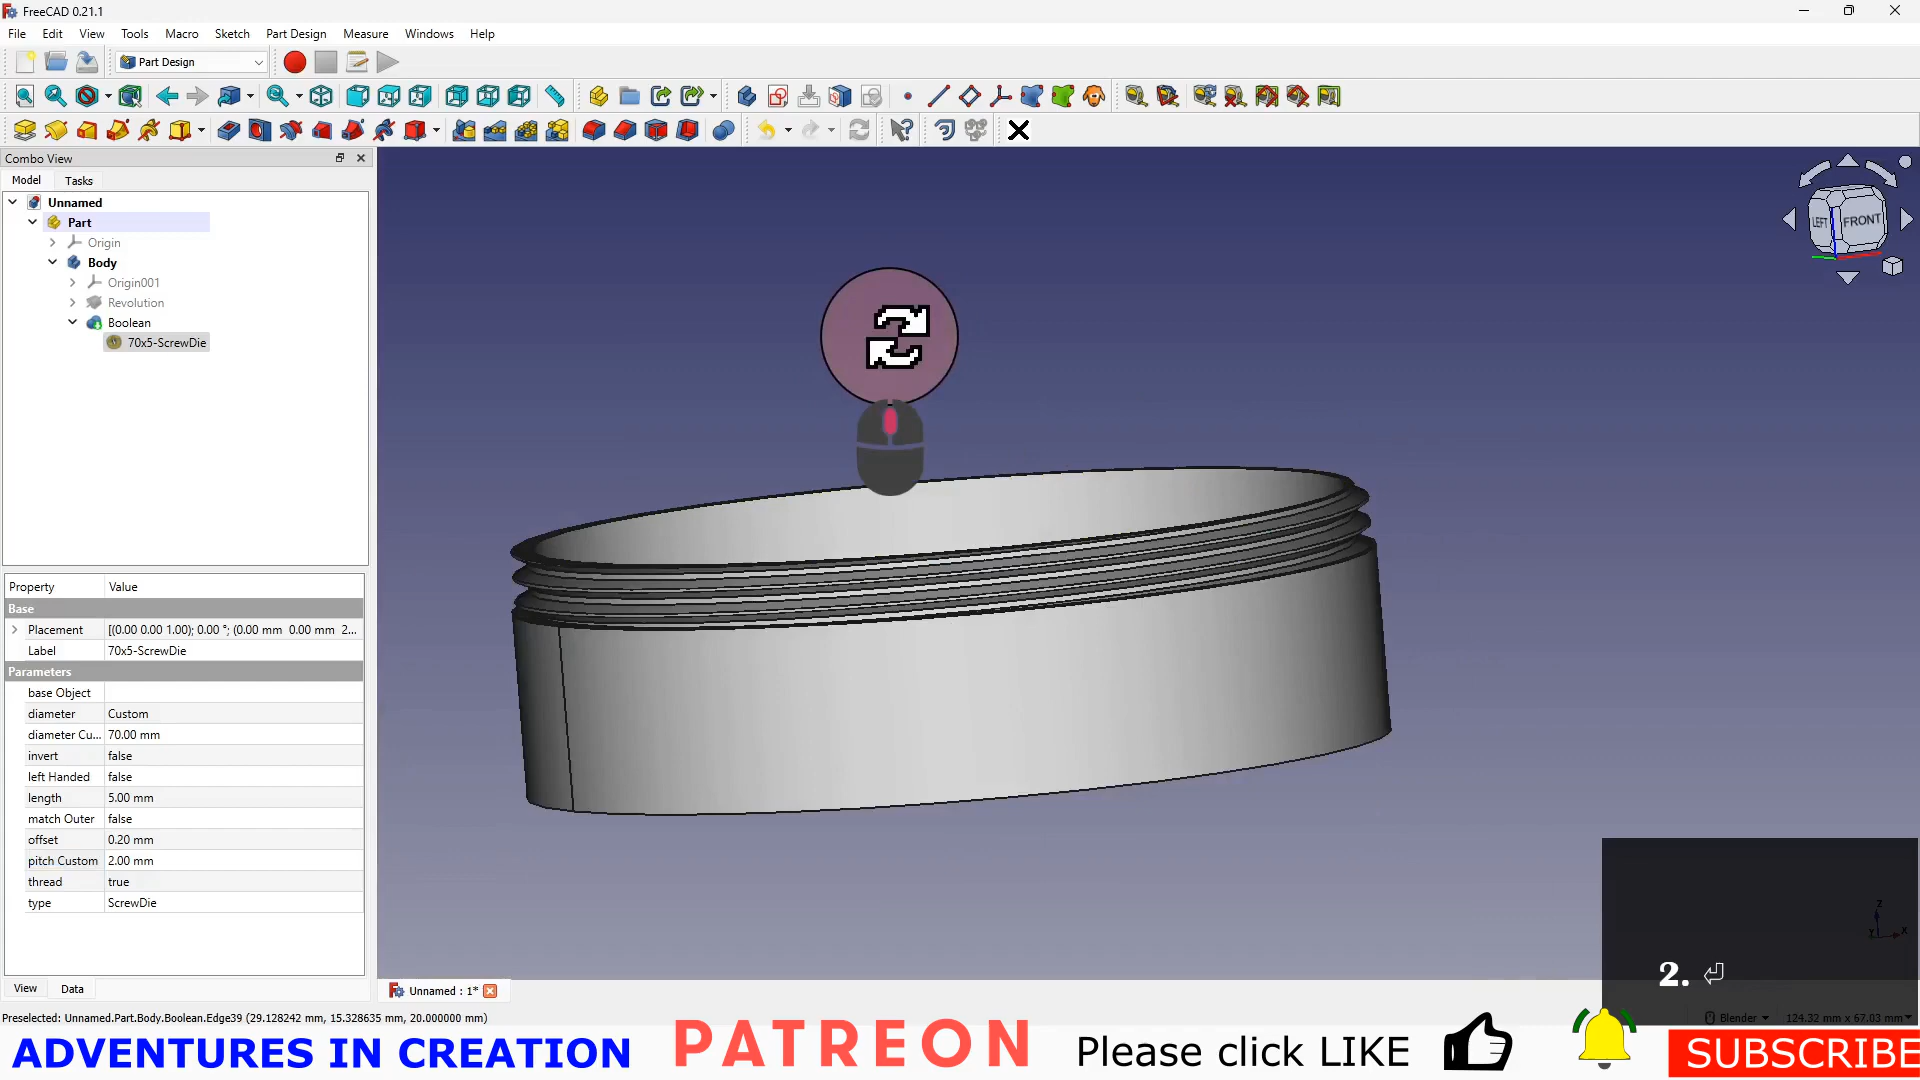 FreeCAD 0.21.1
File Edit View Tools Macro Sketch Part Design Measure Windows Help
Part Design
Combo View
Model Tasks
Unnamed
Part
Origin
Body
Origin001
Revolution
Boolean
70x5-ScrewDie
LEFT FRONT
Property Value
Base
Placement [(0.00 0.00 1.00); 0.00 °; (0.00 mm 0.00 mm 2...
Label 70x5-ScrewDie
Parameters
base Object
diameter Custom
diameter Cu... 70.00 mm
invert false
left Handed false
length 5.00 mm
match Outer false
offset 0.20 mm
pitch Custom 2.00 mm
thread true
type ScrewDie
View Data
Unnamed : 1*
Z
Y X
2. ⏎
Preselected: Unnamed.Part.Body.Boolean.Edge39 (29.128242 mm, 15.328635 mm, 20.000000 mm)
Blender 124.32 mm x 67.03 mm
ADVENTURES IN CREATION PATREON Please click LIKE SUBSCRIBE